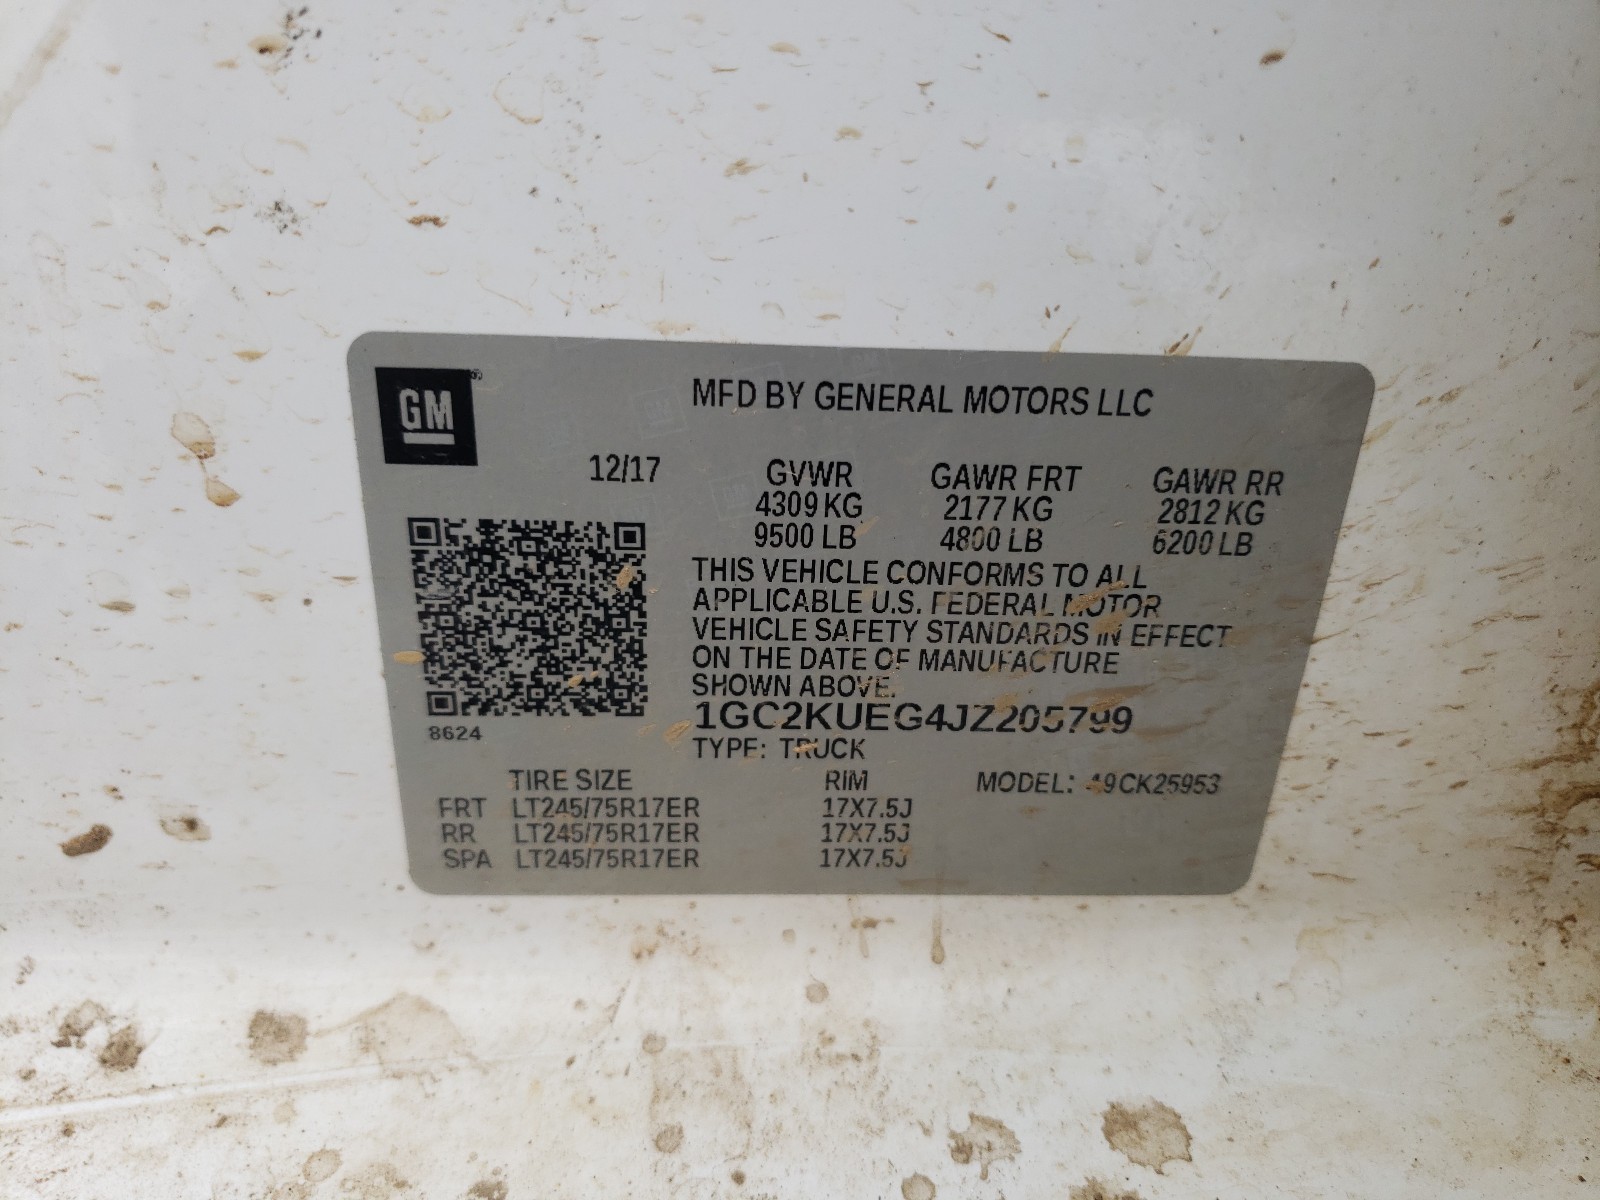 GM
MFD BY GENERAL MOTORS LLC
12/17 GVWR GAWR FRT GAWR RR
4309 KG 2177 KG 2812 KG
9500 LB 4800 LB 6200 LB
THIS VEHICLE CONFORMS TO ALL
APPLICABLE U.S. FEDERAL MOTOR
VEHICLE SAFETY STANDARDS IN EFFECT
ON THE DATE OF MANUFACTURE
SHOWN ABOVE.
1GC2KUEG4JZ205799
8624
TYPE: TRUCK
TIRE SIZE RIM MODEL: 49CK25953
FRT LT245/75R17ER 17X7.5J
RR LT245/75R17ER 17X7.5J
SPA LT245/75R17ER 17X7.5J